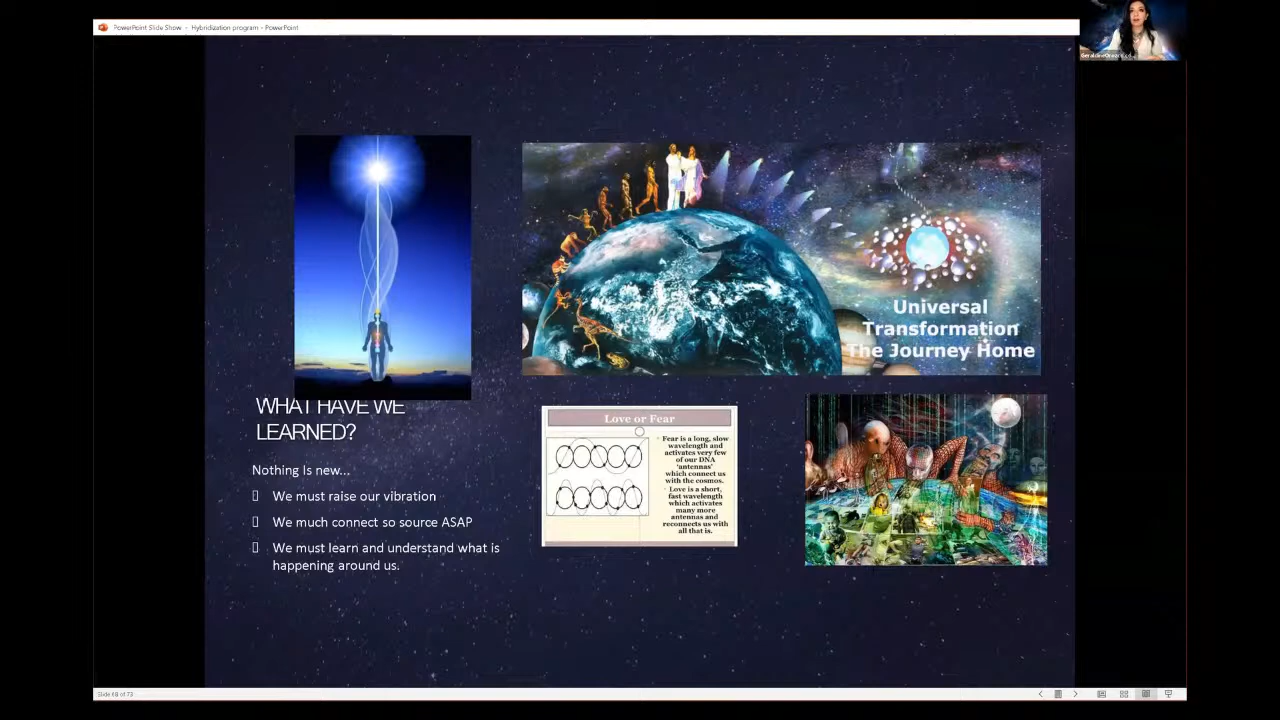 PowerPoint Slide Show - Hybridization program - PowerPoint
Universal
Transformation
The Journey Home
WHAT HAVE WE
LEARNED?
Nothing Is new...
We must raise our vibration
We much connect so source ASAP
We must learn and understand what is
happening around us.
Love or Fear
Fear is a long, slow
wavelength and
activates very few
of our DNA
'antennas'
which connect us
with the cosmos.
Love is a short,
fast wavelength
which activates
many more
antennas and
reconnects us with
all that is.
Slide 68 of 73